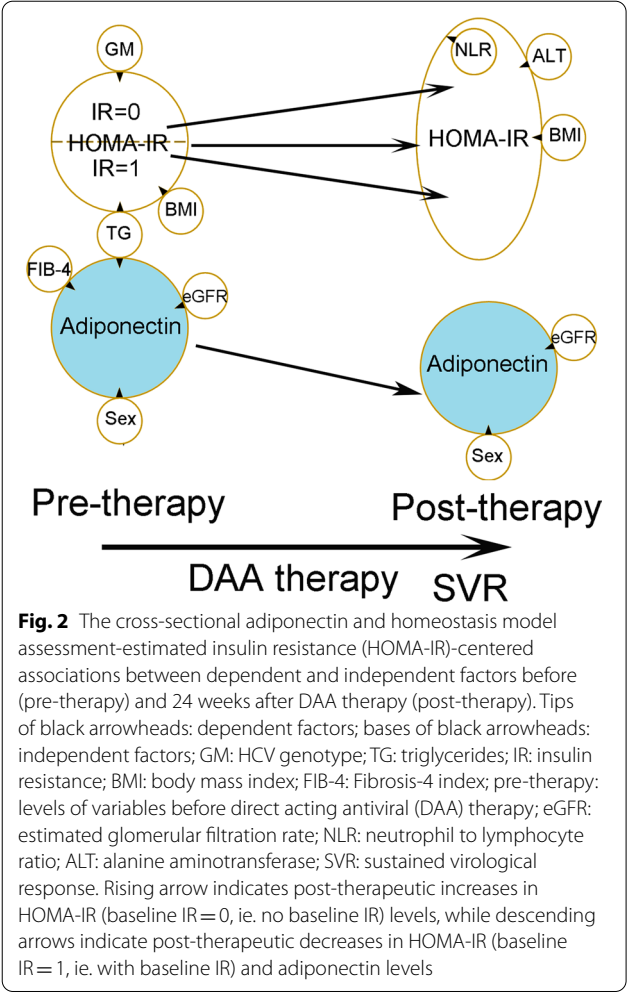 GM
IR=0
HOMA-IR
IR=1
BMI
TG
FIB-4
eGFR
Adiponectin
Sex
NLR
ALT
HOMA-IR
BMI
eGFR
Adiponectin
Sex
Pre-therapy
Post-therapy
DAA therapy
SVR
Fig. 2 The cross-sectional adiponectin and homeostasis model
assessment-estimated insulin resistance (HOMA-IR)-centered
associations between dependent and independent factors before
(pre-therapy) and 24 weeks after DAA therapy (post-therapy). Tips
of black arrowheads: dependent factors; bases of black arrowheads:
independent factors; GM: HCV genotype; TG: triglycerides; IR: insulin
resistance; BMI: body mass index; FIB-4: Fibrosis-4 index; pre-therapy:
levels of variables before direct acting antiviral (DAA) therapy; eGFR:
estimated glomerular filtration rate; NLR: neutrophil to lymphocyte
ratio; ALT: alanine aminotransferase; SVR: sustained virological
response. Rising arrow indicates post-therapeutic increases in
HOMA-IR (baseline IR = 0, ie. no baseline IR) levels, while descending
arrows indicate post-therapeutic decreases in HOMA-IR (baseline
IR = 1, ie. with baseline IR) and adiponectin levels